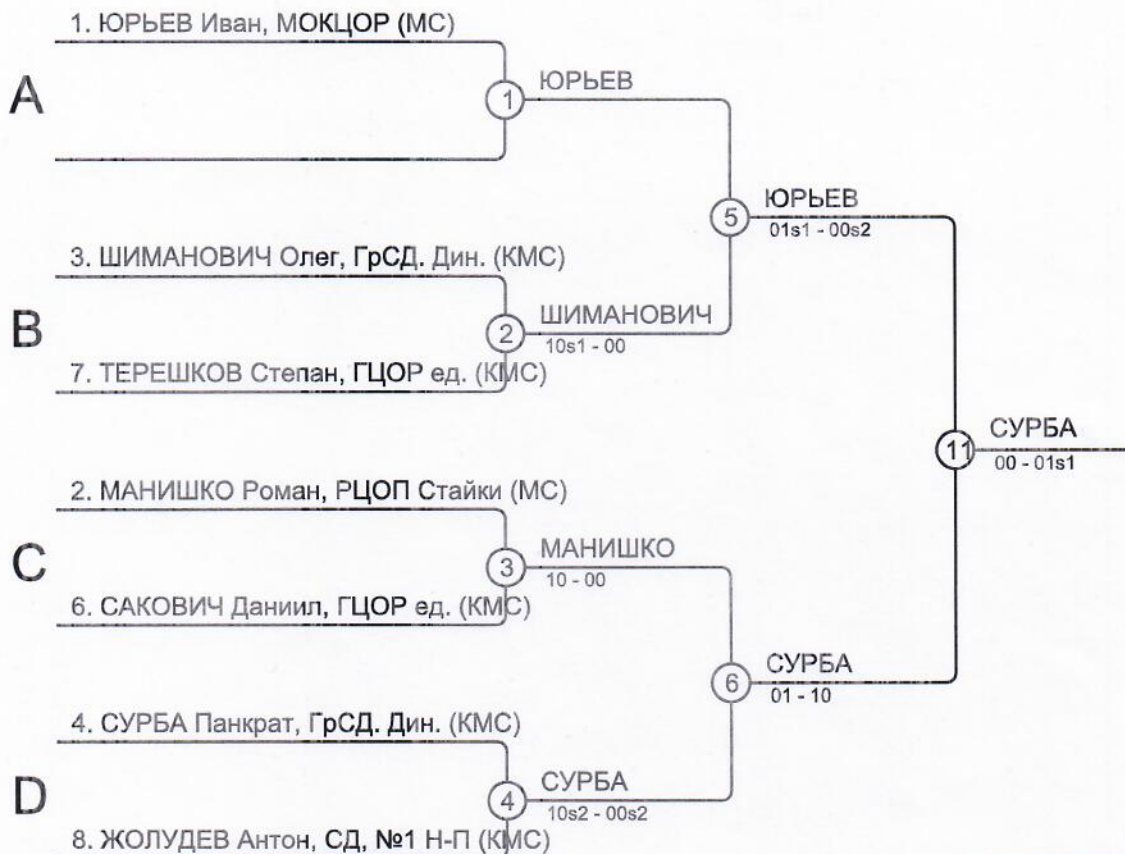 1. ЮРЬЕВ Иван, МОКЦОР (МС)
A
1
ЮРЬЕВ
5
ЮРЬЕВ
01s1 - 00s2
3. ШИМАНОВИЧ Олег, ГрСД. Дин. (КМС)
B
2
ШИМАНОВИЧ
10s1 - 00
7. ТЕРЕШКОВ Степан, ГЦОР ед. (КМС)
11
СУРБА
00 - 01s1
2. МАНИШКО Роман, РЦОП Стайки (МС)
C
3
МАНИШКО
10 - 00
6. САКОВИЧ Даниил, ГЦОР ед. (КМС)
6
СУРБА
01 - 10
4. СУРБА Панкрат, ГрСД. Дин. (КМС)
D
4
СУРБА
10s2 - 00s2
8. ЖОЛУДЕВ Антон, СД, №1 Н-П (КМС)